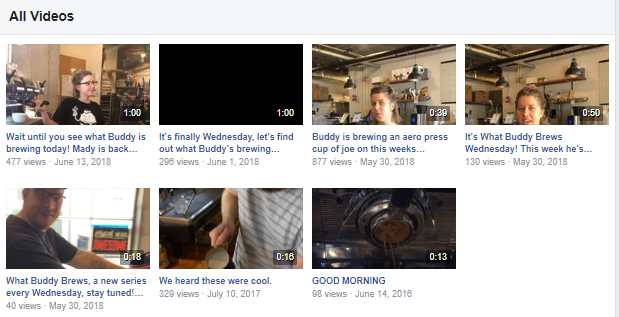 All Videos
1:00
1:00
0:39
0:50
Wait until you see what Buddy is
brewing today! Mady is back…
477 views · June 13, 2018
It's finally Wednesday, let's find
out what Buddy's brewing…
296 views · June 1, 2018
Buddy is brewing an aero press
cup of joe on this weeks…
877 views · May 30, 2018
It's What Buddy Brews
Wednesday! This week he's…
130 views · May 30, 2018
AWESOME
0:18
0:16
0:13
What Buddy Brews, a new series
every Wednesday, stay tuned!…
40 views · May 30, 2018
We heard these were cool.
329 views · July 10, 2017
GOOD MORNING
98 views · June 14, 2016